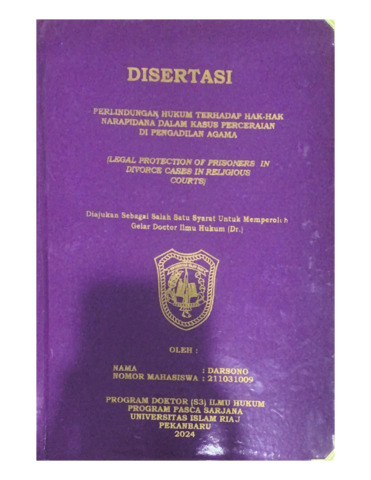 DISERTASI
PERLINDUNGAN HUKUM TERHADAP HAK-HAK
NARAPIDANA DALAM KASUS PERCERAIAN
DI PENGADILAN AGAMA
(LEGAL PROTECTION OF PRISONERS IN
DIVORCE CASES IN RELIGIOUS
COURTS)
Diajukan Sebagai Salah Satu Syarat Untuk Memperoleh
Gelar Doctor Ilmu Hukum (Dr.)
OLEH :
NAMA : DARSONO
NOMOR MAHASISWA : 211031009
PROGRAM DOKTOR (S3) ILMU HUKUM
PROGRAM PASCA SARJANA
UNIVERSITAS ISLAM RIAU
PEKANBARU
2024